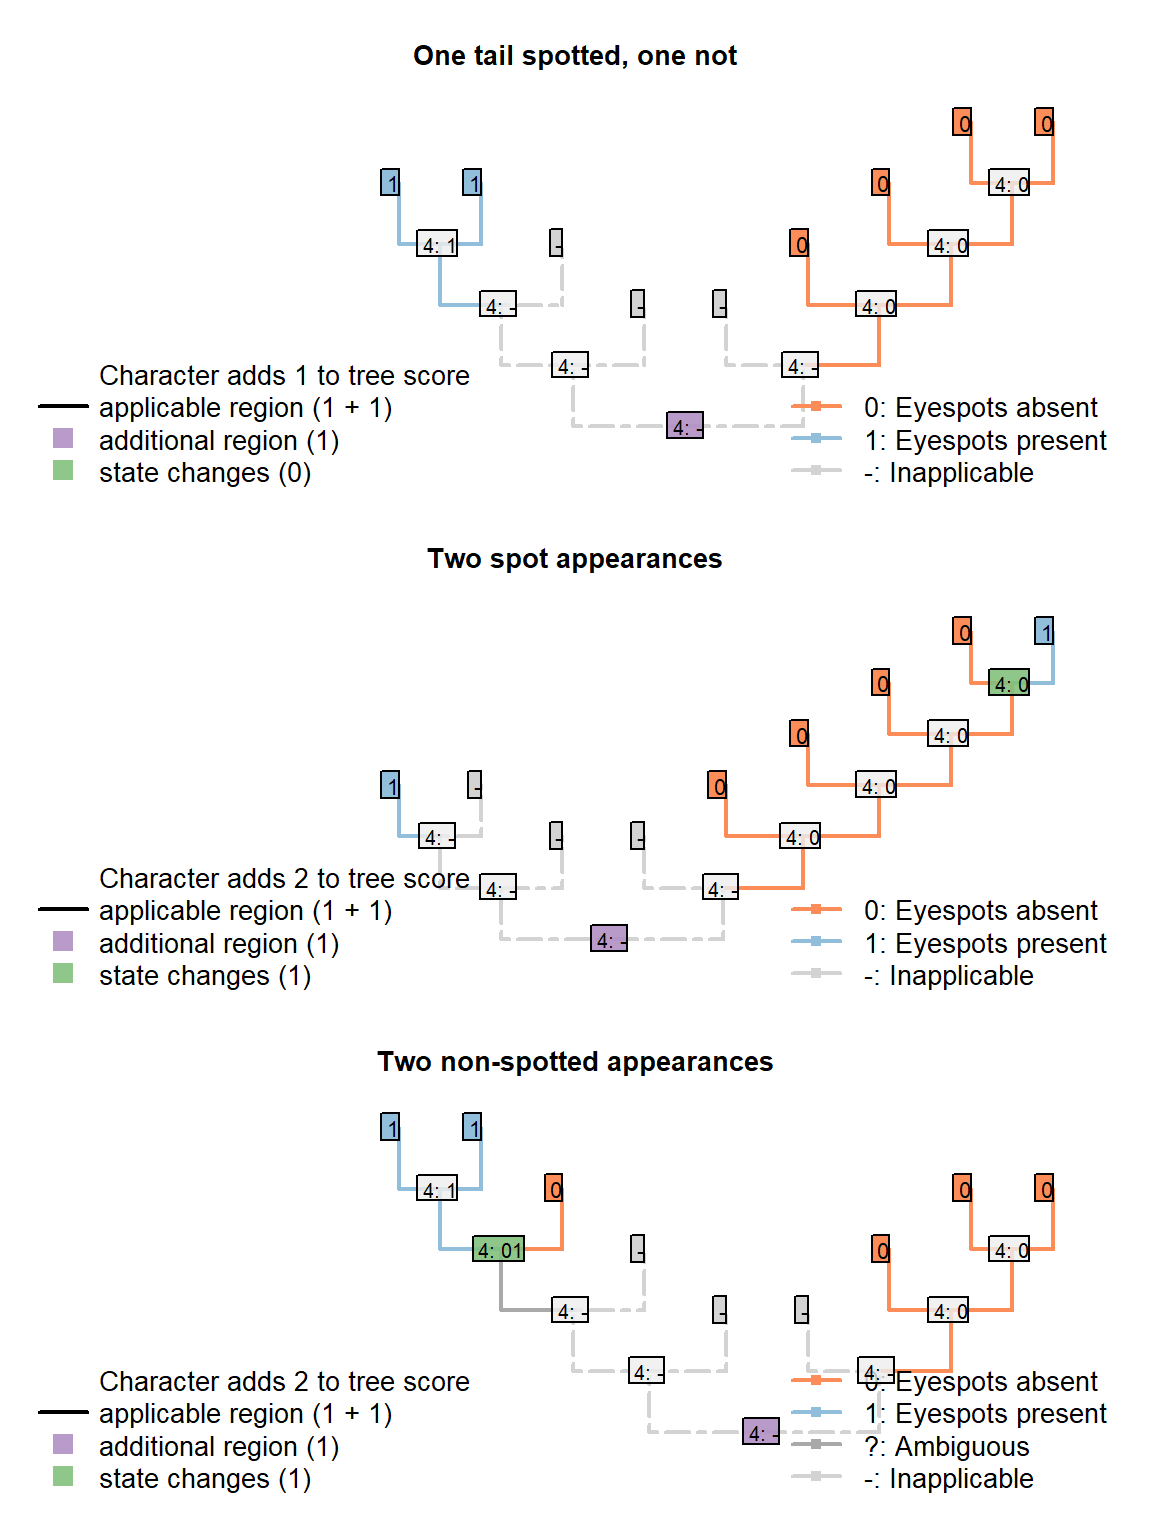 One tail spotted, one not
0 0
1 1 0 4: 0
4: 1 - 0 4: 0
4: - - - 4: 0
4: - 4: -
Character adds 1 to tree score
applicable region (1 + 1) 0: Eyespots absent
4: -
additional region (1) 1: Eyespots present
state changes (0) -: Inapplicable
Two spot appearances
0 1
0 4: 0
0 4: 0
1 - 0 4: 0
4: - - - 4: 0
Character adds 2 to tree score 4: - 4: -
applicable region (1 + 1) 0: Eyespots absent
additional region (1) 4: - 1: Eyespots present
state changes (1) -: Inapplicable
Two non-spotted appearances
1 1
4: 1 0 0 0
4: 01 - 0 4: 0
4: - - - 4: 0
4: - 4: -
Character adds 2 to tree score 0: Eyespots absent
applicable region (1 + 1) 1: Eyespots present
4: -
additional region (1) ?: Ambiguous
state changes (1) -: Inapplicable